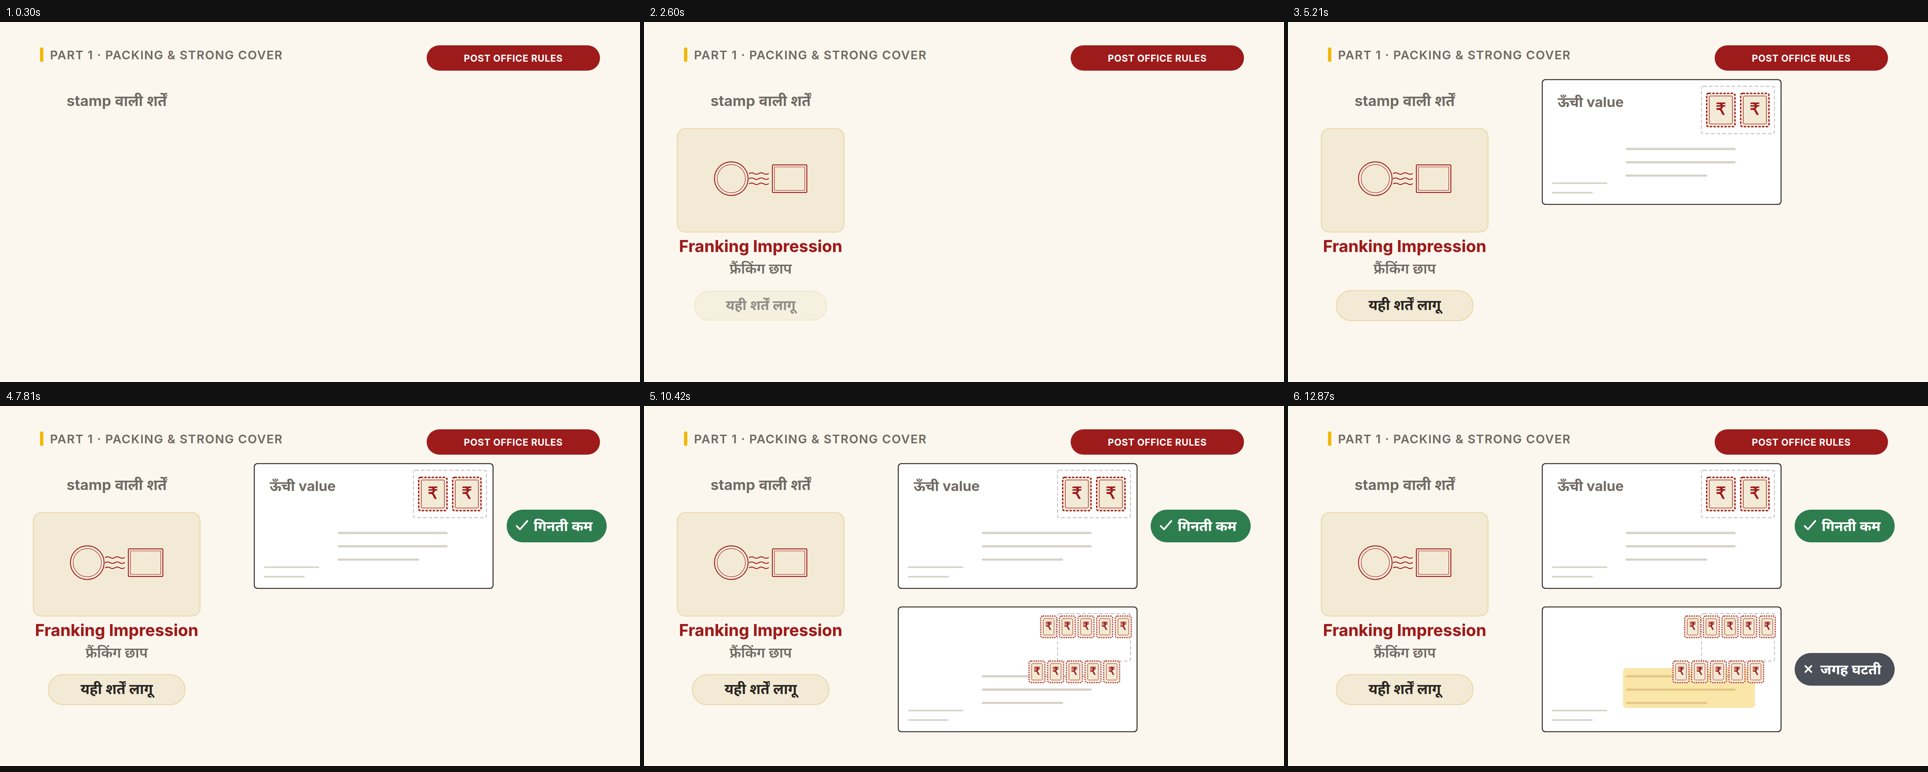 1. 0.30s
PART 1 · PACKING & STRONG COVER
POST OFFICE RULES
stamp वाली शर्तें
2. 2.60s
PART 1 · PACKING & STRONG COVER
POST OFFICE RULES
stamp वाली शर्तें
Franking Impression
फ्रैंकिंग छाप
यही शर्तें लागू
3. 5.21s
PART 1 · PACKING & STRONG COVER
POST OFFICE RULES
stamp वाली शर्तें
ऊँची value
₹ ₹
Franking Impression
फ्रैंकिंग छाप
यही शर्तें लागू
4. 7.81s
PART 1 · PACKING & STRONG COVER
POST OFFICE RULES
stamp वाली शर्तें
ऊँची value
₹ ₹
✓ गिनती कम
Franking Impression
फ्रैंकिंग छाप
यही शर्तें लागू
5. 10.42s
PART 1 · PACKING & STRONG COVER
POST OFFICE RULES
stamp वाली शर्तें
ऊँची value
₹ ₹
✓ गिनती कम
Franking Impression
फ्रैंकिंग छाप
यही शर्तें लागू
₹ ₹ ₹ ₹ ₹
₹ ₹ ₹ ₹ ₹
6. 12.87s
PART 1 · PACKING & STRONG COVER
POST OFFICE RULES
stamp वाली शर्तें
ऊँची value
₹ ₹
✓ गिनती कम
Franking Impression
फ्रैंकिंग छाप
यही शर्तें लागू
₹ ₹ ₹ ₹ ₹
₹ ₹ ₹ ₹ ₹
× जगह घटती